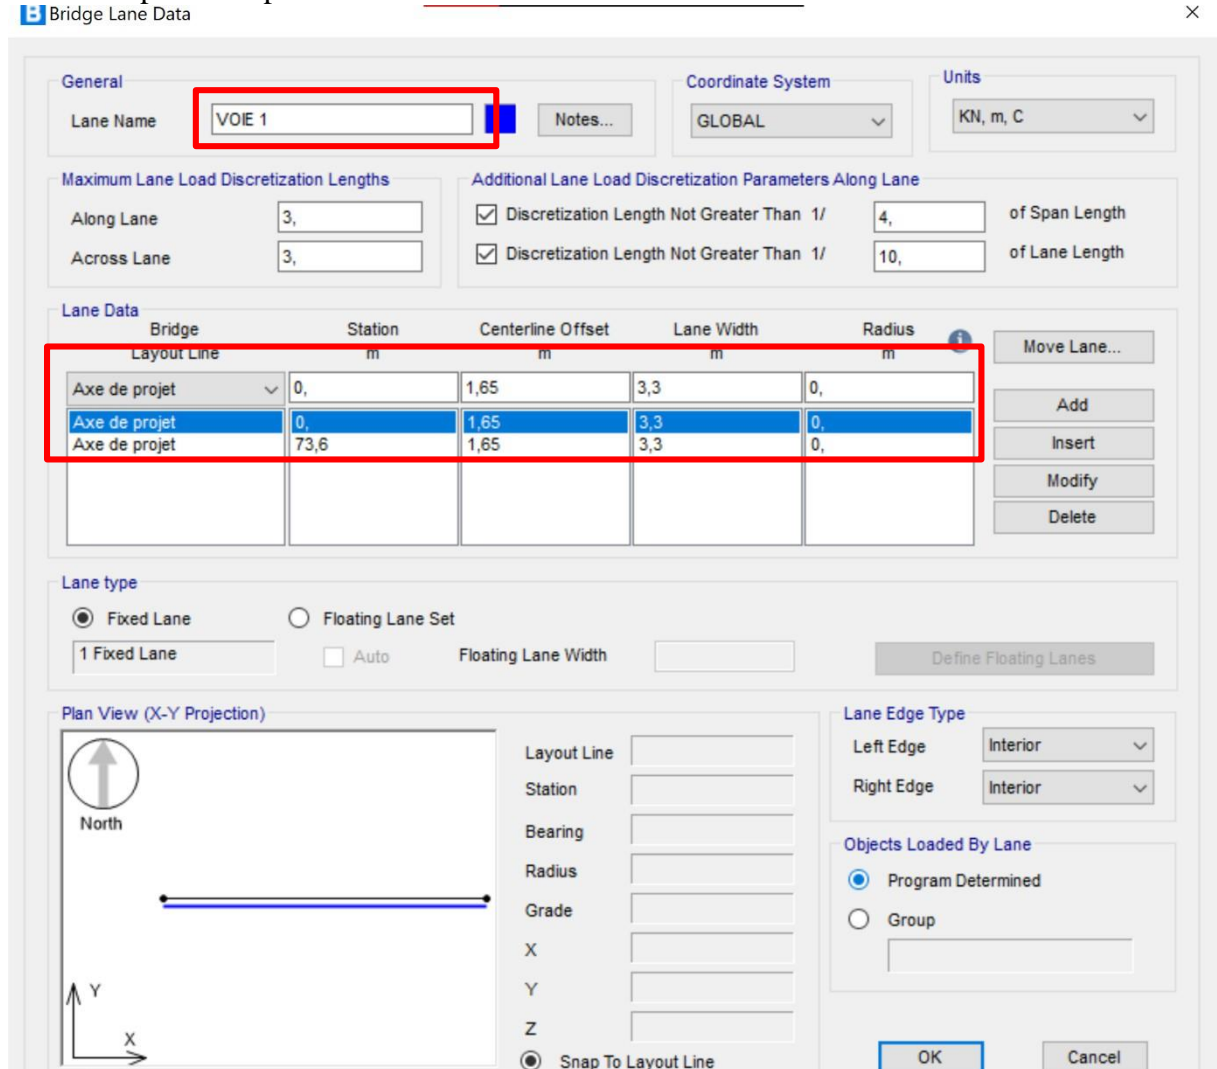 Bridge Lane Data
General
Lane Name VOIE 1 Notes...
Coordinate System
GLOBAL
Units
KN, m, C
Maximum Lane Load Discretization Lengths
Along Lane 3,
Across Lane 3,
Additional Lane Load Discretization Parameters Along Lane
Discretization Length Not Greater Than 1/ 4, of Span Length
Discretization Length Not Greater Than 1/ 10, of Lane Length
Lane Data
Bridge Station Centerline Offset Lane Width Radius
Layout Line m m m m
Axe de projet 0, 1,65 3,3 0,
Axe de projet 0, 1,65 3,3 0,
Axe de projet 73,6 1,65 3,3 0,
Move Lane...
Add
Insert
Modify
Delete
Lane type
Fixed Lane Floating Lane Set
1 Fixed Lane Auto Floating Lane Width Define Floating Lanes
Plan View (X-Y Projection)
North
Y
X
Layout Line
Station
Bearing
Radius
Grade
X
Y
Z
Snap To Layout Line
Lane Edge Type
Left Edge Interior
Right Edge Interior
Objects Loaded By Lane
Program Determined
Group
OK Cancel